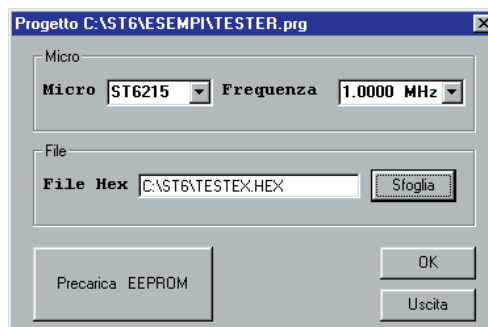 Progetto C:\ST6\ESEMPI\TESTER.prg
Micro
Micro ST6215 Frequenza 1.0000 MHz
File
File Hex C:\ST6\TESTEX.HEX Sfoglia
Precarica EEPROM
OK
Uscita